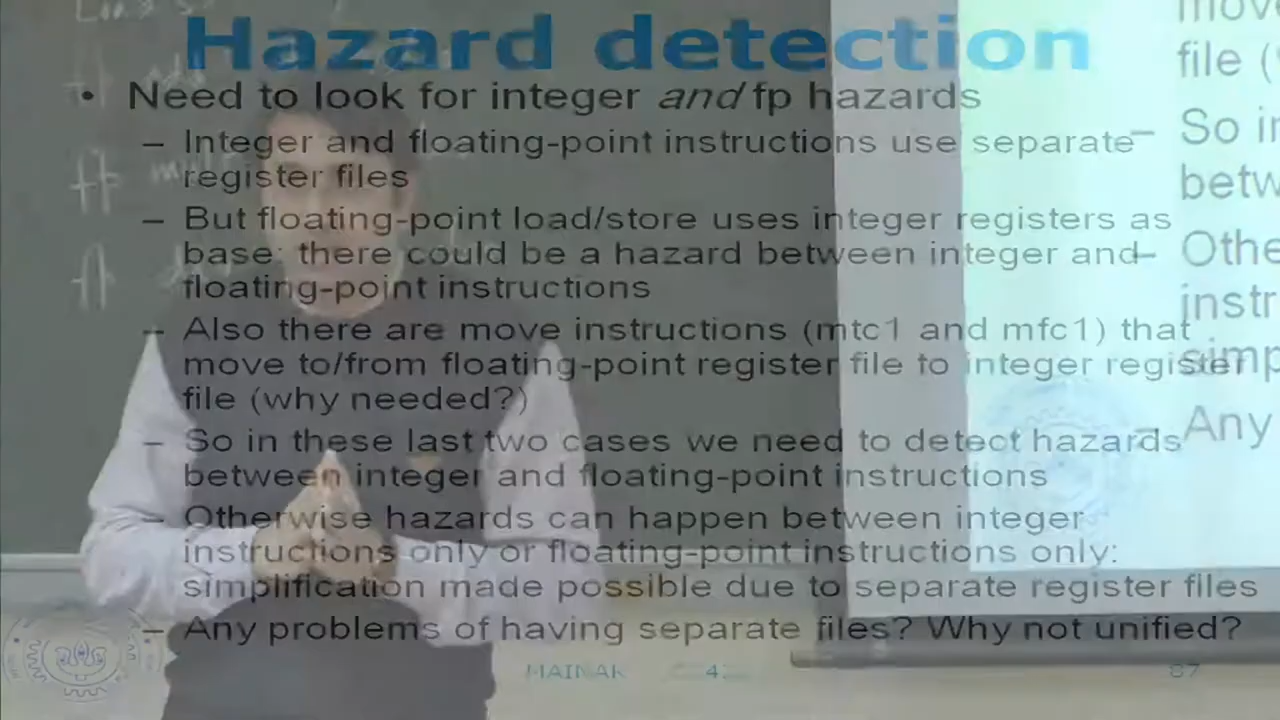 Hazard detection
• Need to look for integer and fp hazards
– Integer and floating-point instructions use separate
register files
– But floating-point load/store uses integer registers as
base: there could be a hazard between integer and
floating-point instructions
– Also there are move instructions (mtc1 and mfc1) that
move to/from floating-point register file to integer register
file (why needed?)
– So in these last two cases we need to detect hazards
between integer and floating-point instructions
– Otherwise hazards can happen between integer
instructions only or floating-point instructions only:
simplification made possible due to separate register files
– Any problems of having separate files? Why not unified?
MAINAK
87
move
file (
– So in
betw
– Othe
instr
simp
Any